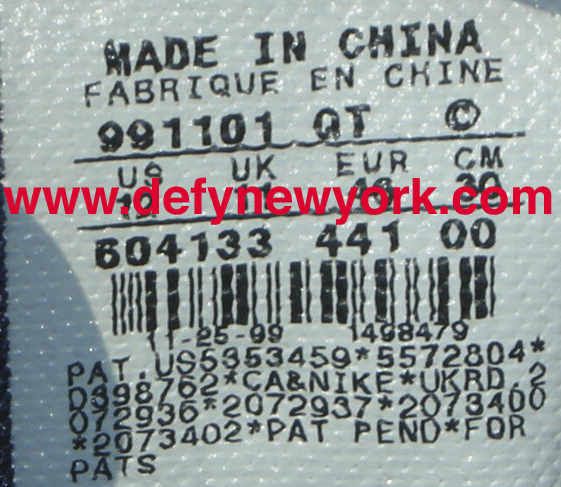 MADE IN CHINA
FABRIQUE EN CHINE
991101 QT ©
US UK EUR CM
www.defynewyork.com
604133 441 00
11-25-99 1498479
PAT.US5353459*5572804*
D398762*CA&NIKE*UKRD.2
072936*2072937*2073400
*2073402*PAT PEND*FOR
PATS